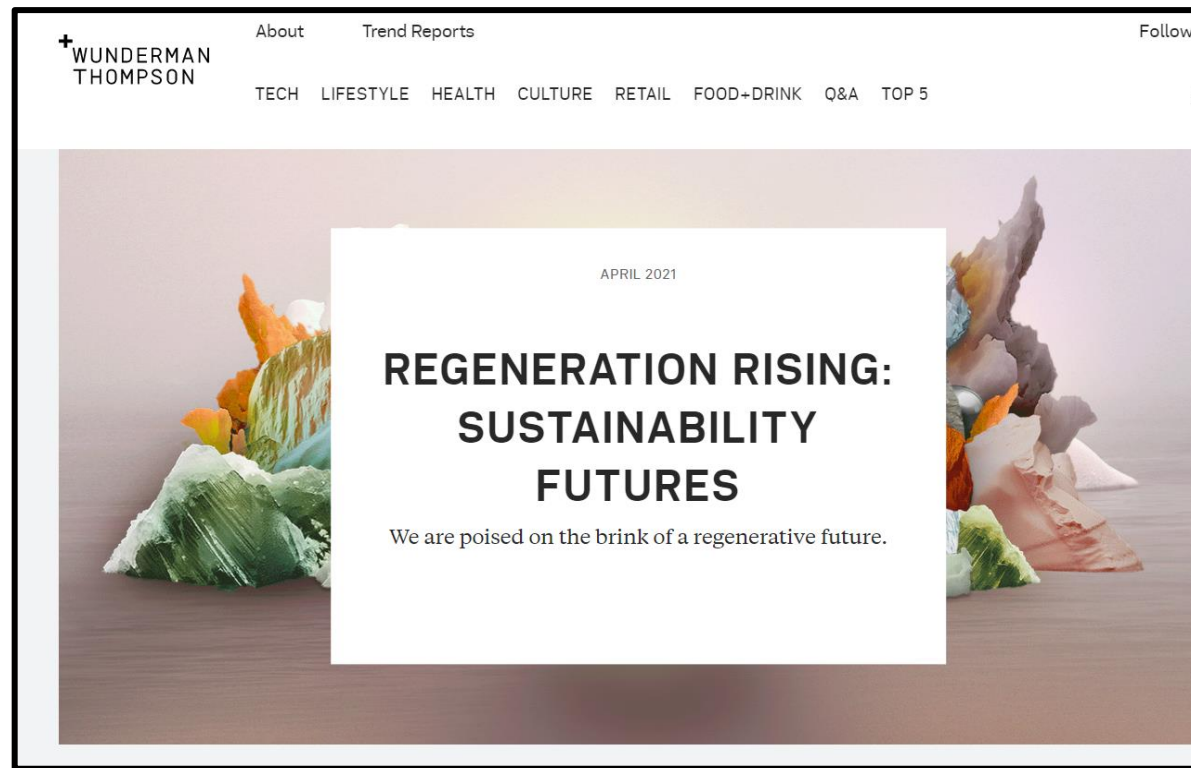 About Trend Reports Follow
+WUNDERMAN
THOMPSON
TECH LIFESTYLE HEALTH CULTURE RETAIL FOOD+DRINK Q&A TOP 5
APRIL 2021
REGENERATION RISING:
SUSTAINABILITY
FUTURES
We are poised on the brink of a regenerative future.